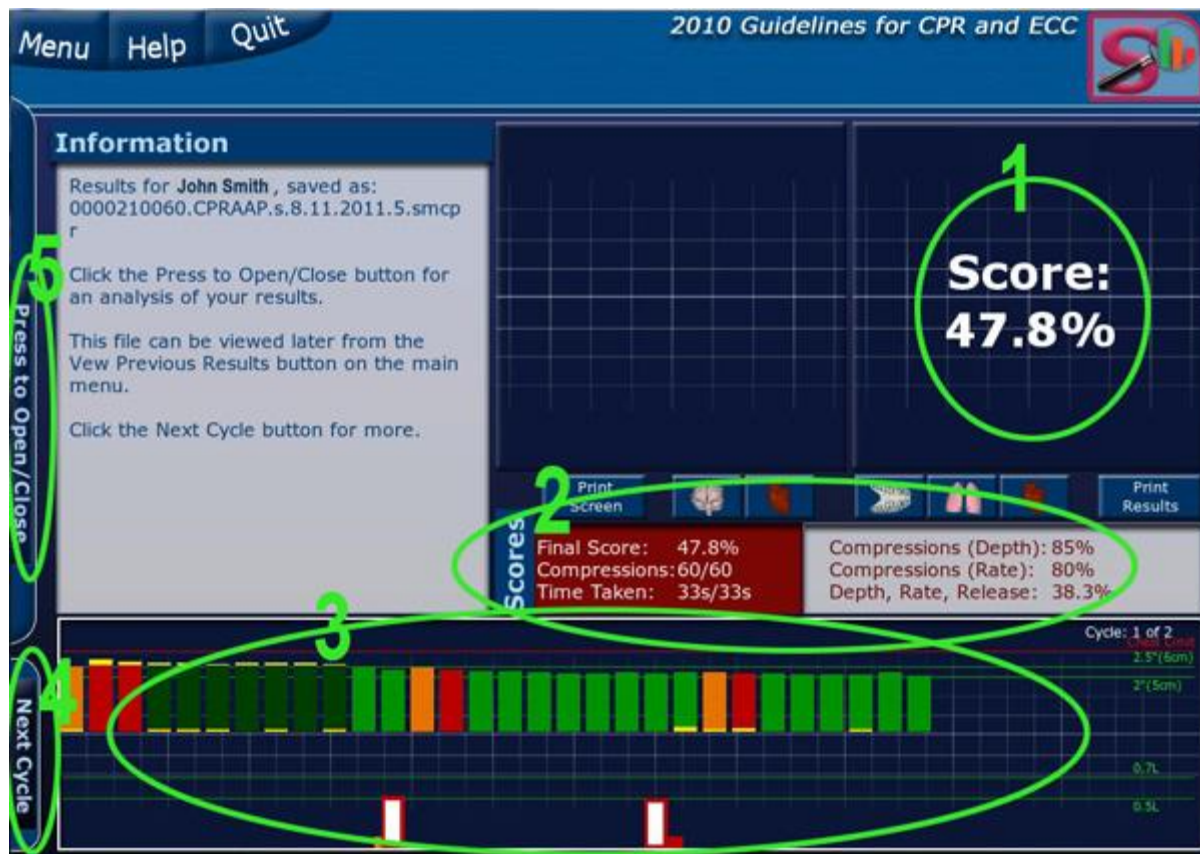 Menu
Help
Quit
2010 Guidelines for CPR and ECC
S
Information
Results for John Smith, saved as:
0000210060.CPRAAP.s.8.11.2011.5.smcp
r
Click the Press to Open/Close button for
an analysis of your results.
This file can be viewed later from the
Vew Previous Results button on the main
menu.
Click the Next Cycle button for more.
1
Score:
47.8%
5
Press to Open/Close
2
Print
Screen
Print
Results
Scores
Final Score: 47.8%
Compressions: 60/60
Time Taken: 33s/33s
Compressions (Depth): 85%
Compressions (Rate): 80%
Depth, Rate, Release: 38.3%
3
Cycle: 1 of 2
Chest Limit
2.5"(6cm)
2"(5cm)
0.7L
0.5L
4
Next Cycle